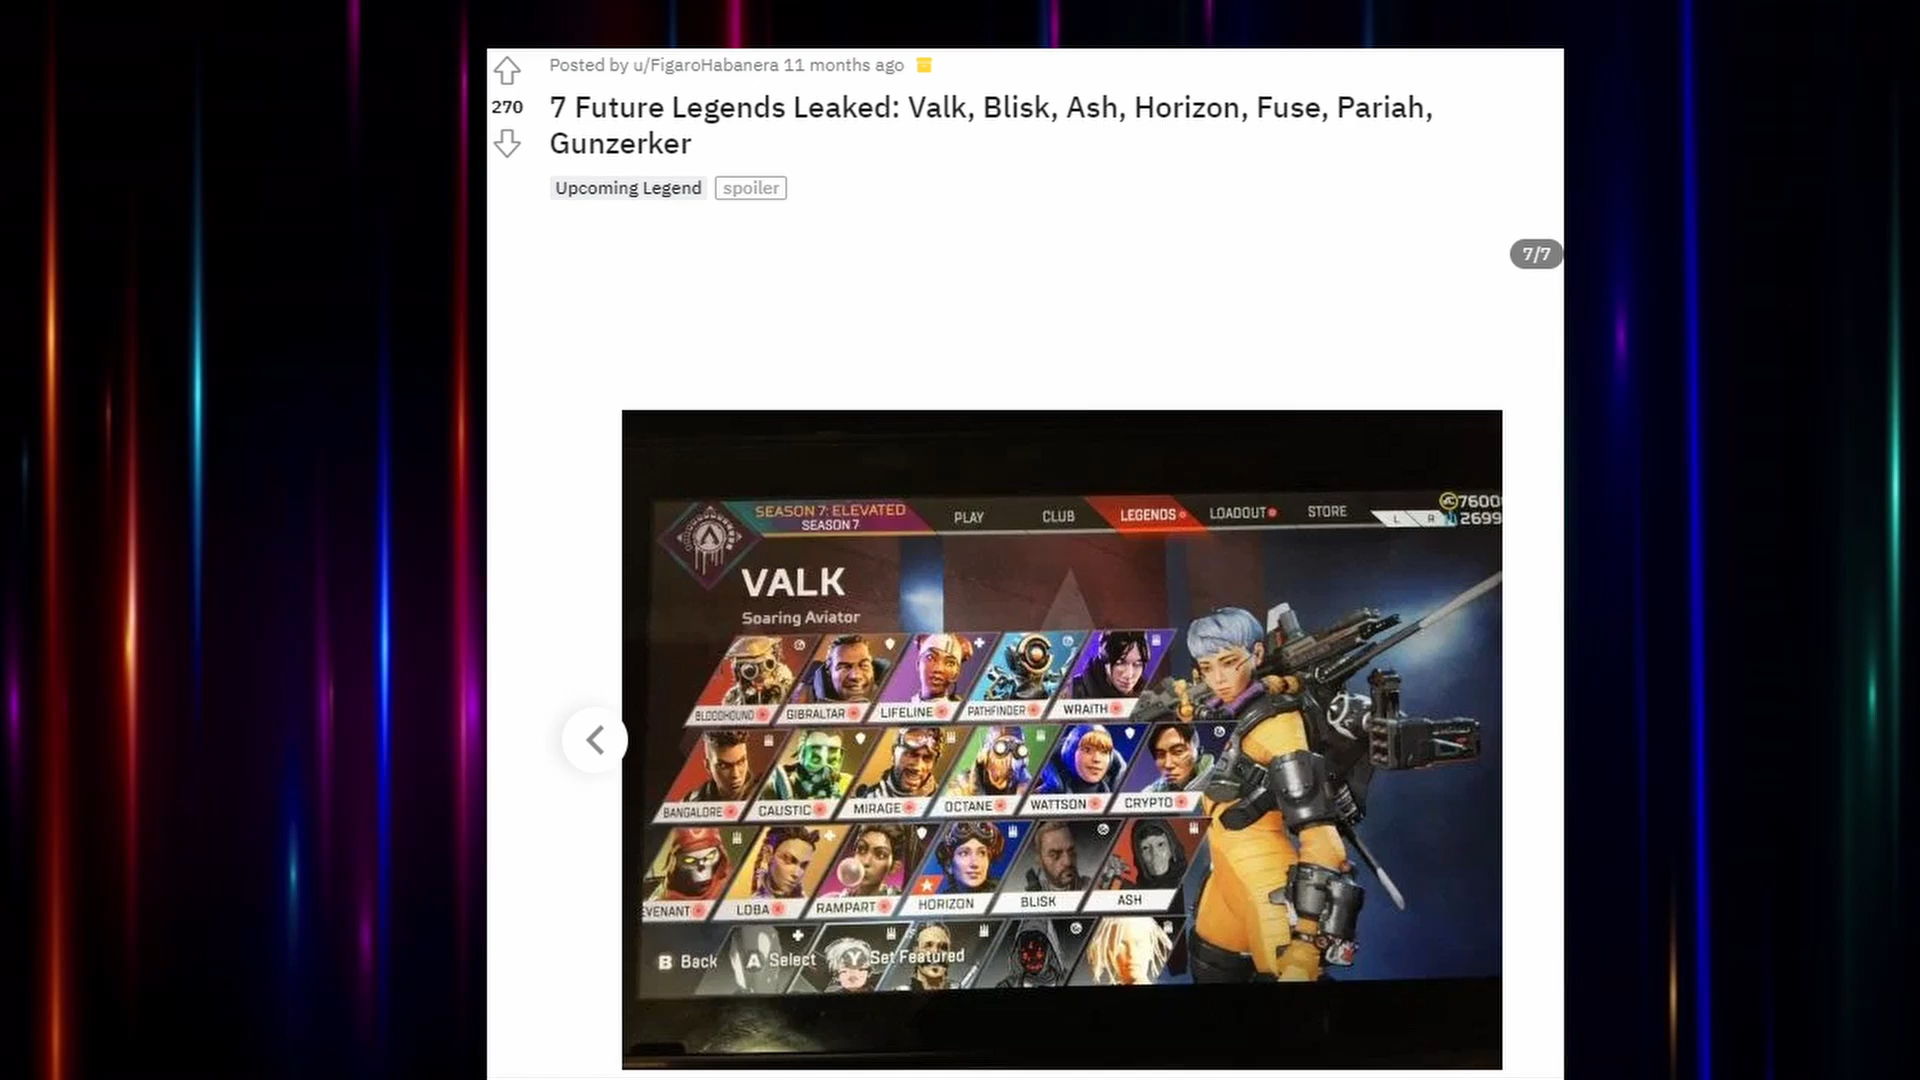 Posted by u/FigaroHabanera 11 months ago
270
7 Future Legends Leaked: Valk, Blisk, Ash, Horizon, Fuse, Pariah,
Gunzerker
Upcoming Legend
spoiler
7/7
SEASON 7: ELEVATED
SEASON 7
PLAY
CLUB
LEGENDS
LOADOUT
STORE
L
R
7600
2699
VALK
Soaring Aviator
BLOODHOUND
GIBRALTAR
LIFELINE
PATHFINDER
WRAITH
BANGALORE
CAUSTIC
MIRAGE
OCTANE
WATTSON
CRYPTO
EVENANT
LOBA
RAMPART
HORIZON
BLISK
ASH
B Back
A Select
Y Set Featured